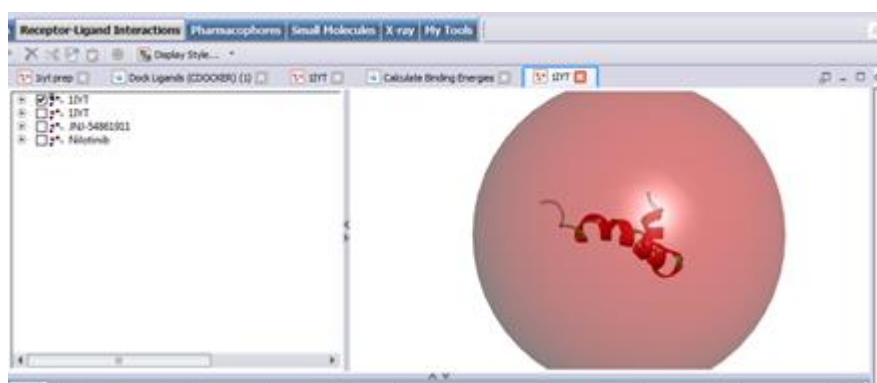 Receptor-Ligand Interactions Pharmacophores Small Molecules X-ray My Tools
Display Style...
1iyt prep Dock Ligands (CDOCKER) (1) 1IYT Calculate Binding Energies 1IYT
1IYT
1IYT
JNJ-54861911
Nilotinib